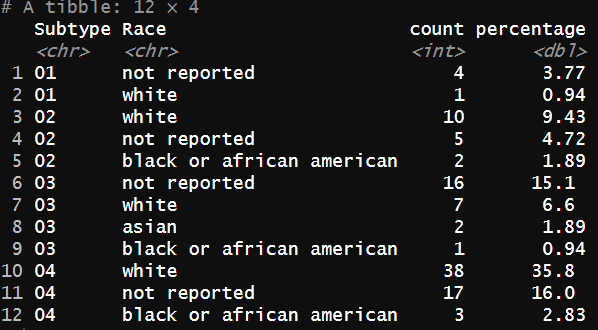 # A tibble: 12 × 4
Subtype Race count percentage
<chr> <chr> <int> <dbl>
1 01 not reported 4 3.77
2 01 white 1 0.94
3 02 white 10 9.43
4 02 not reported 5 4.72
5 02 black or african american 2 1.89
6 03 not reported 16 15.1
7 03 white 7 6.6
8 03 asian 2 1.89
9 03 black or african american 1 0.94
10 04 white 38 35.8
11 04 not reported 17 16.0
12 04 black or african american 3 2.83